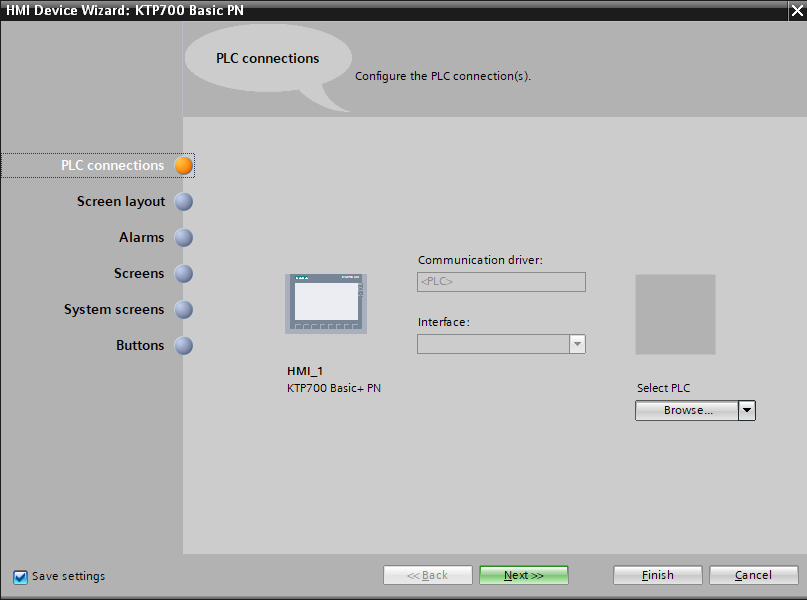 HMI Device Wizard: KTP700 Basic PN
PLC connections
Configure the PLC connection(s).
PLC connections
Screen layout
Alarms
Screens
System screens
Buttons
Communication driver:
<PLC>
Interface:
HMI_1
KTP700 Basic+ PN
Select PLC
Browse...
Save settings
<< Back
Next >>
Finish
Cancel